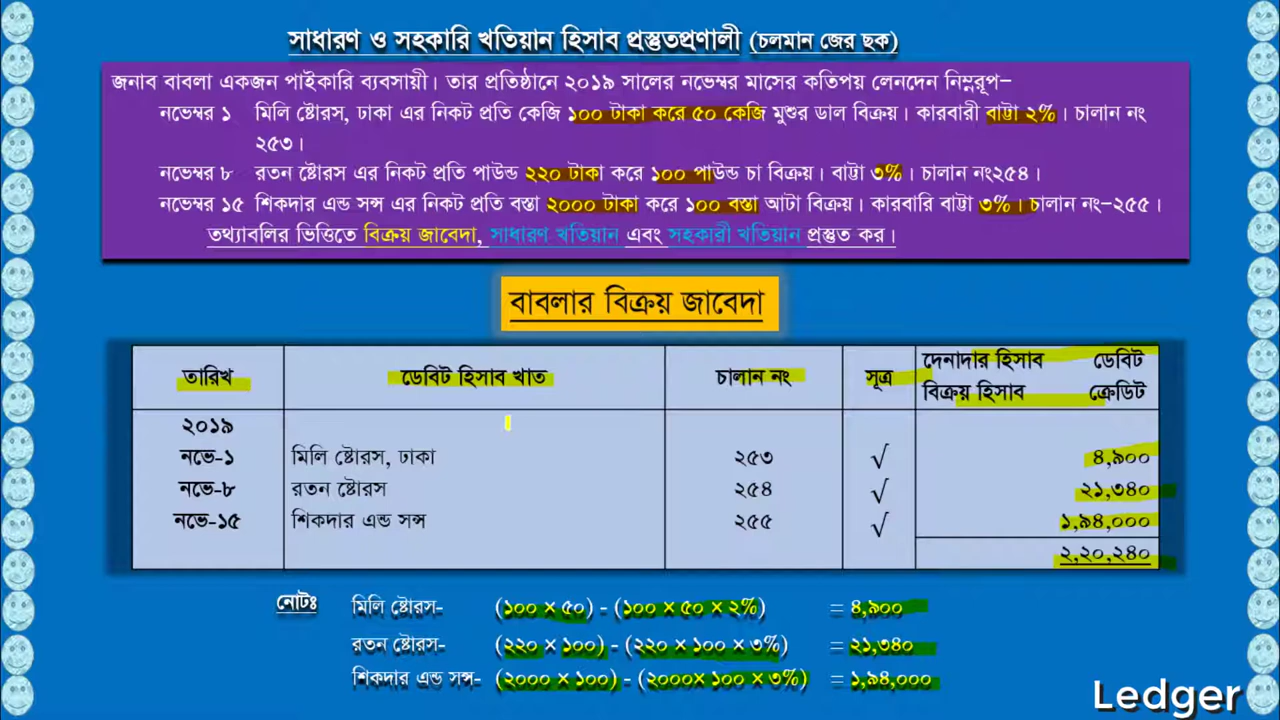 সাধারণ ও সহকারি খতিয়ান হিসাব প্রস্তুতপ্রণালী (চলমান জের ছক)
জনাব বাবলা একজন পাইকারি ব্যবসায়ী। তার প্রতিষ্ঠানে ২০১৯ সালের নভেম্বর মাসের কতিপয় লেনদেন নিম্নরূপ–
নভেম্বর ১ মিলি ষ্টোরস, ঢাকা এর নিকট প্রতি কেজি ১০০ টাকা করে ৫০ কেজি মুশুর ডাল বিক্রয়। কারবারী বাট্টা ২%। চালান নং
২৫৩।
নভেম্বর ৮ রতন ষ্টোরস এর নিকট প্রতি পাউন্ড ২২০ টাকা করে ১০০ পাউন্ড চা বিক্রয়। বাট্টা ৩%। চালান নং২৫৪।
নভেম্বর ১৫ শিকদার এন্ড সন্স এর নিকট প্রতি বস্তা ২০০০ টাকা করে ১০০ বস্তা আটা বিক্রয়। কারবারি বাট্টা ৩%। চালান নং–২৫৫।
তথ্যাবলির ভিত্তিতে বিক্রয় জাবেদা, সাধারণ খতিয়ান এবং সহকারী খতিয়ান প্রস্তুত কর।
বাবলার বিক্রয় জাবেদা
তারিখ ডেবিট হিসাব খাত চালান নং সূত্র দেনাদার হিসাব ডেবিট
বিক্রয় হিসাব ক্রেডিট
২০১৯
নভে-১ মিলি ষ্টোরস, ঢাকা ২৫৩ √ ৪,৯০০
নভে-৮ রতন ষ্টোরস ২৫৪ √ ২১,৩৪০
নভে-১৫ শিকদার এন্ড সন্স ২৫৫ √ ১,৯৪,০০০
২,২০,২৪০
নোটঃ মিলি ষ্টোরস- (১০০ × ৫০) - (১০০ × ৫০ × ২%) = ৪,৯০০
রতন ষ্টোরস- (২২০ × ১০০) - (২২০ × ১০০ × ৩%) = ২১,৩৪০
শিকদার এন্ড সন্স- (২০০০ × ১০০) - (২০০০× ১০০ × ৩%) = ১,৯৪,০০০
Ledger